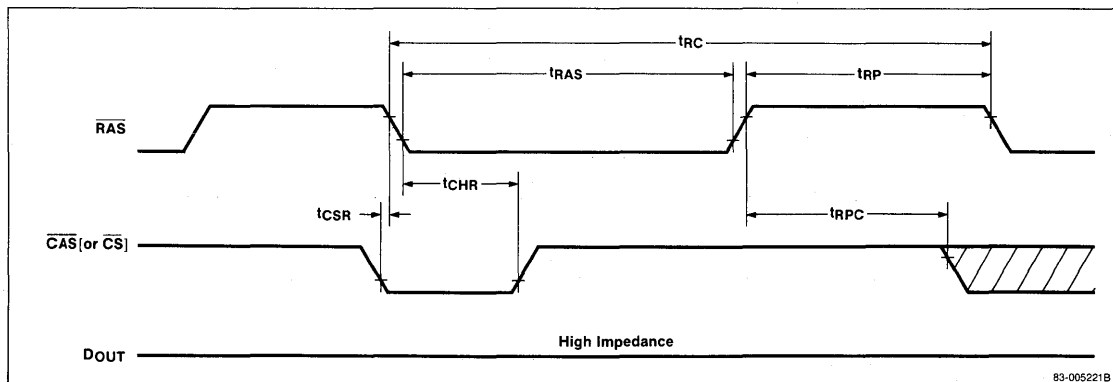 tRC
tRAS
tRP
RAS
tCHR
tCSR
tRPC
CAS[or CS]
High Impedance
DOUT
83-005221B